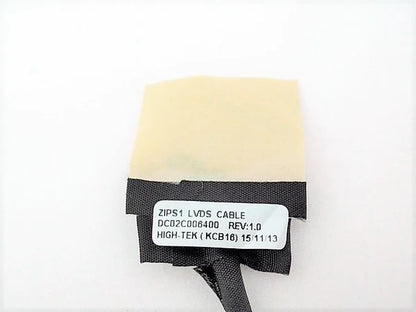 ZIPS1 LVDS CABLE
DC02C006400 REV:1.0
HIGH-TEK (KCB16) 15/11/13